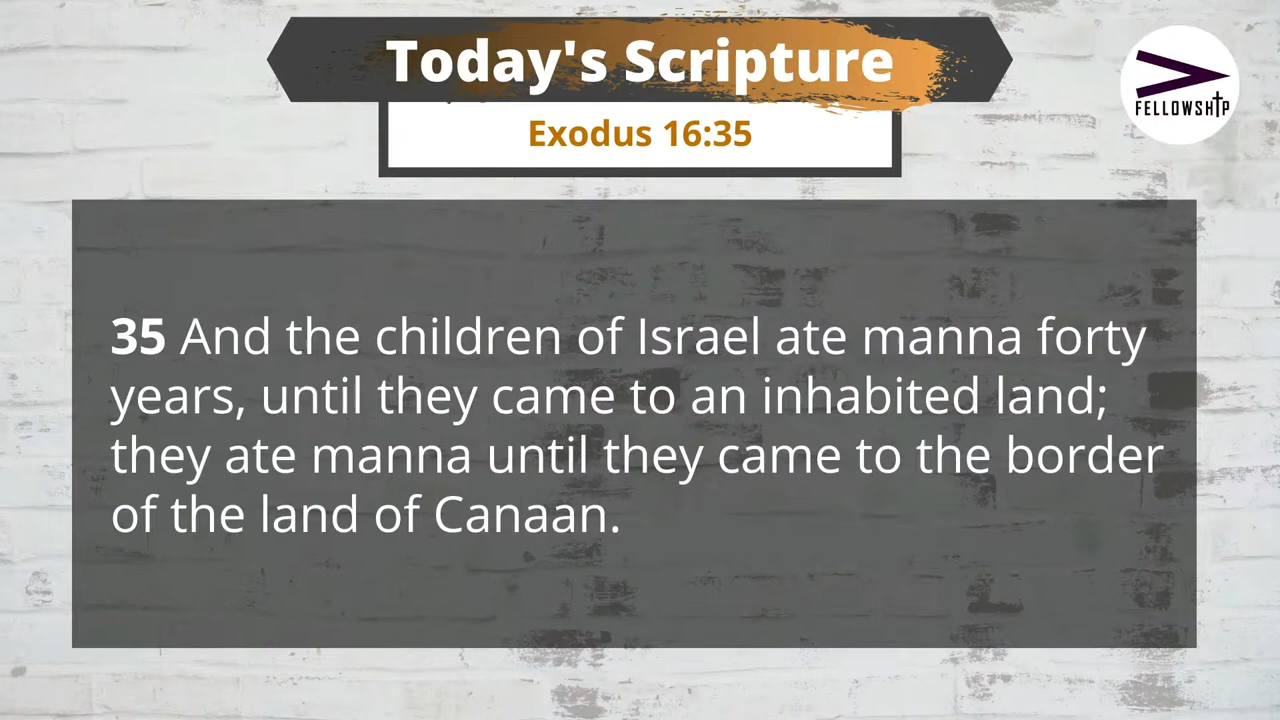 Today's Scripture
FELLOWSHIP
Exodus 16:35
35 And the children of Israel ate manna forty
years, until they came to an inhabited land;
they ate manna until they came to the border
of the land of Canaan.